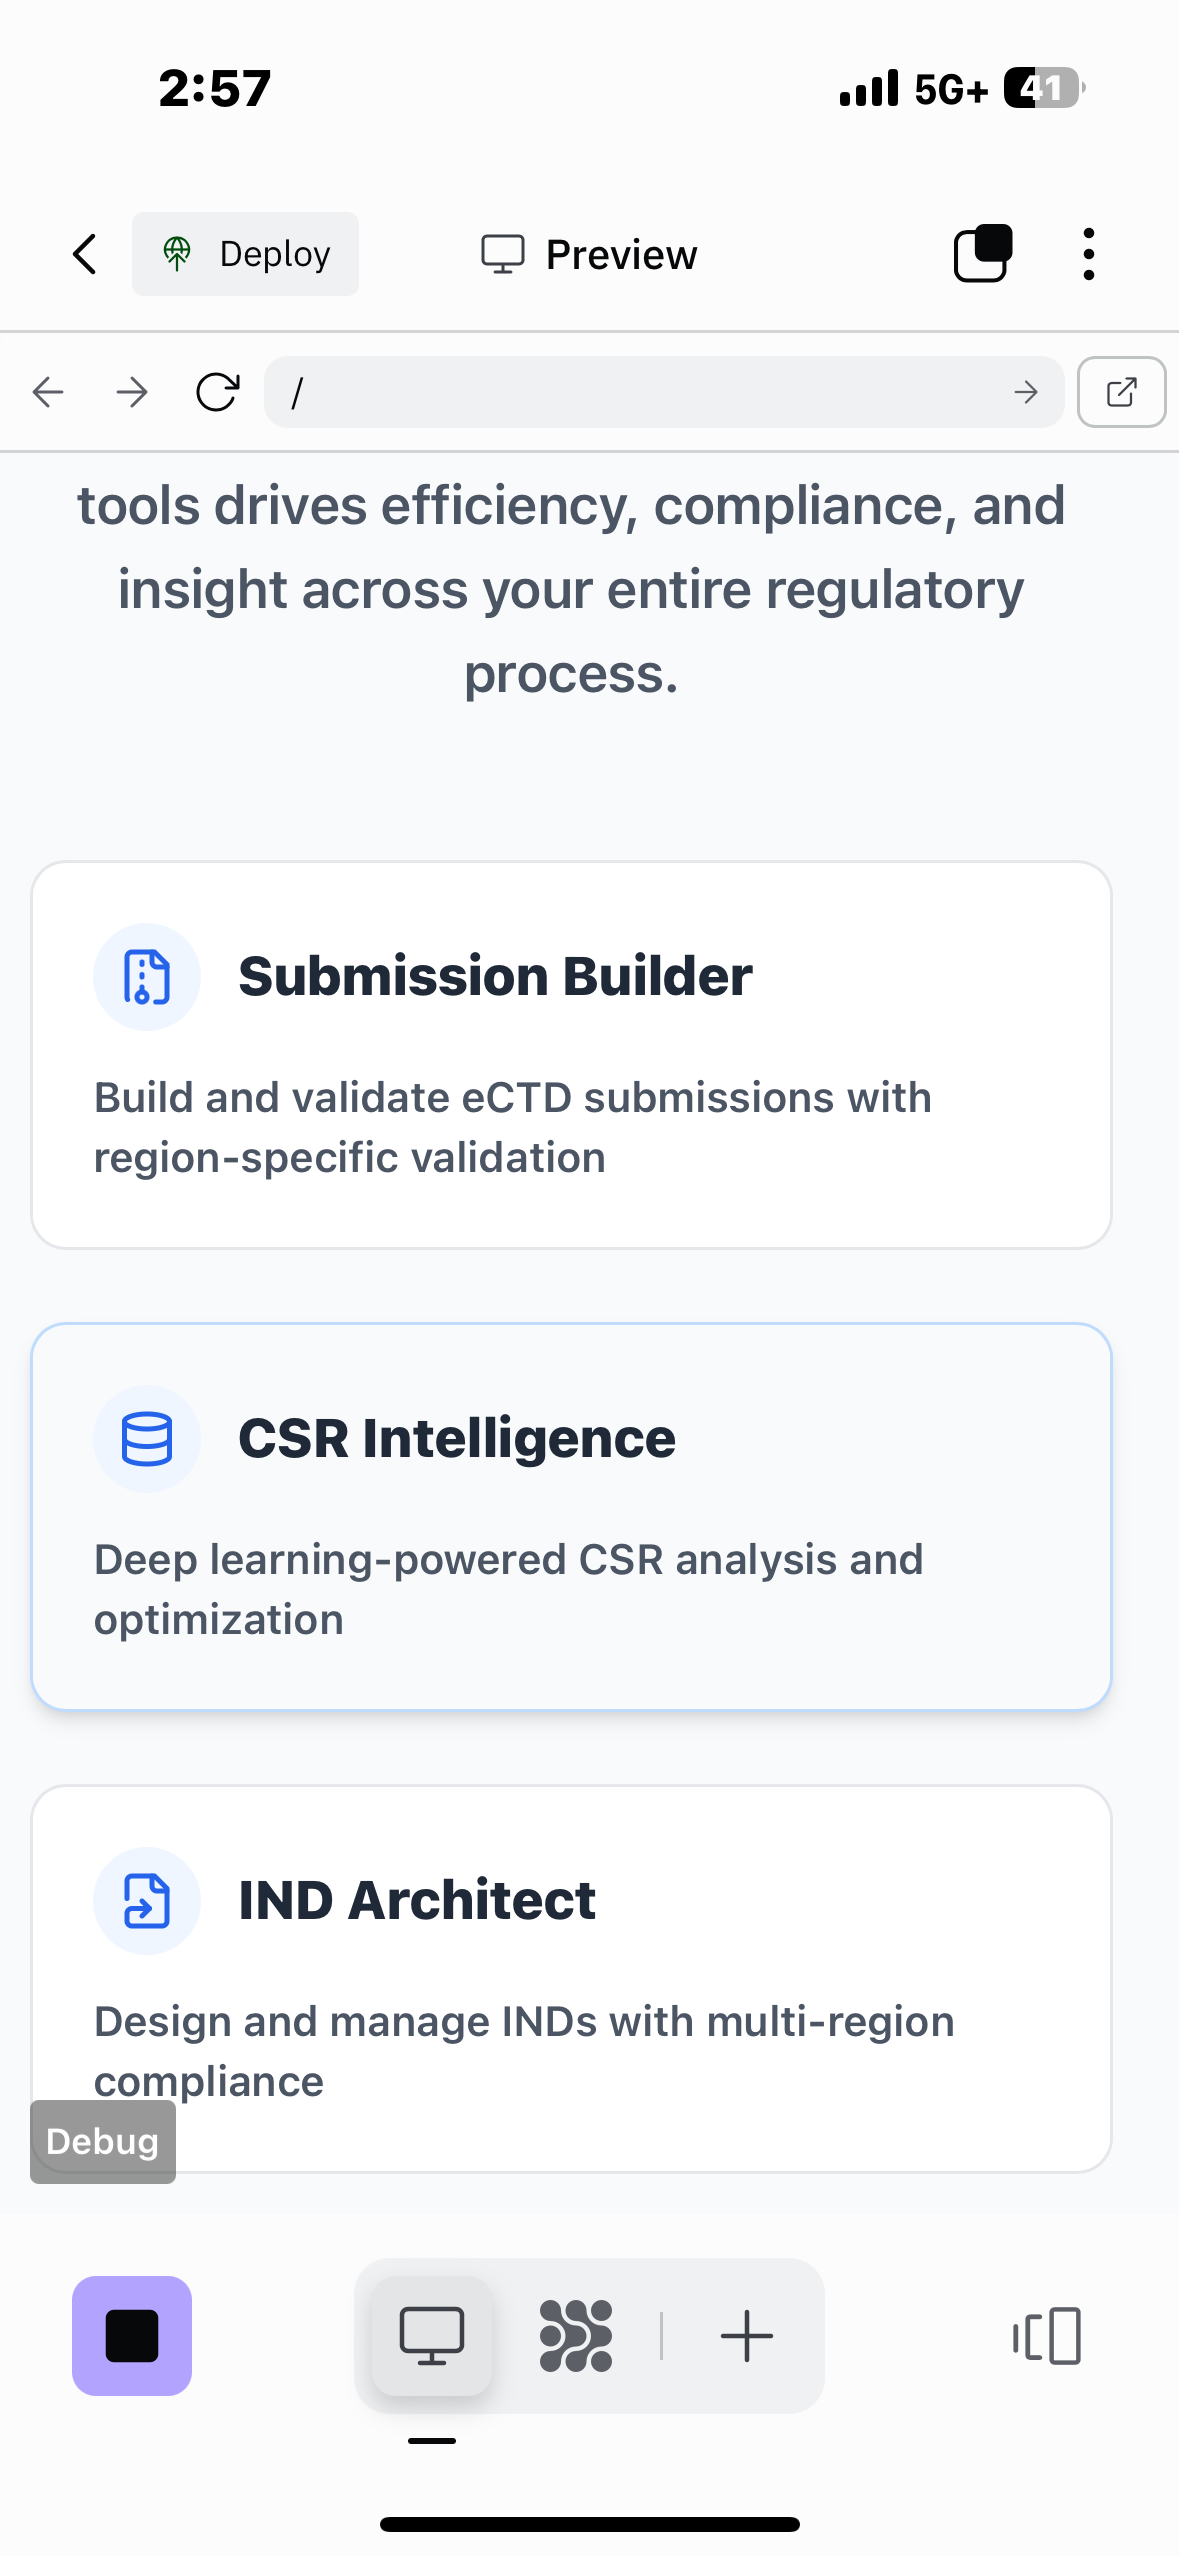 2:57
5G+
41
Deploy
Preview
/
tools drives efficiency, compliance, and
insight across your entire regulatory
process.
Submission Builder
Build and validate eCTD submissions with
region-specific validation
CSR Intelligence
Deep learning-powered CSR analysis and
optimization
IND Architect
Design and manage INDs with multi-region
compliance
Debug